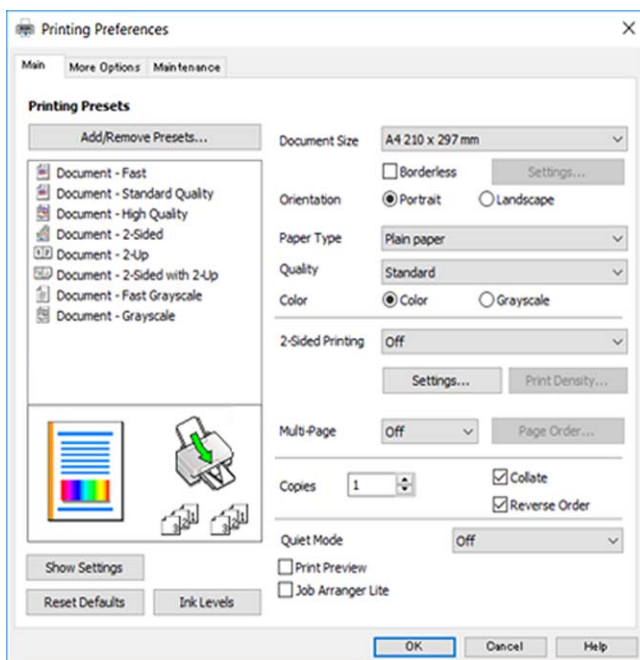 Printing Preferences
Main
More Options
Maintenance
Printing Presets
Add/Remove Presets...
Document - Fast
Document - Standard Quality
Document - High Quality
Document - 2-Sided
Document - 2-Up
Document - 2-Sided with 2-Up
Document - Fast Grayscale
Document - Grayscale
Show Settings
Reset Defaults
Ink Levels
Document Size
A4 210 x 297 mm
Borderless
Settings...
Orientation
Portrait
Landscape
Paper Type
Plain paper
Quality
Standard
Color
Color
Grayscale
2-Sided Printing
Off
Settings...
Print Density...
Multi-Page
Off
Page Order...
Copies
1
Collate
Reverse Order
Quiet Mode
Off
Print Preview
Job Arranger Lite
OK
Cancel
Help